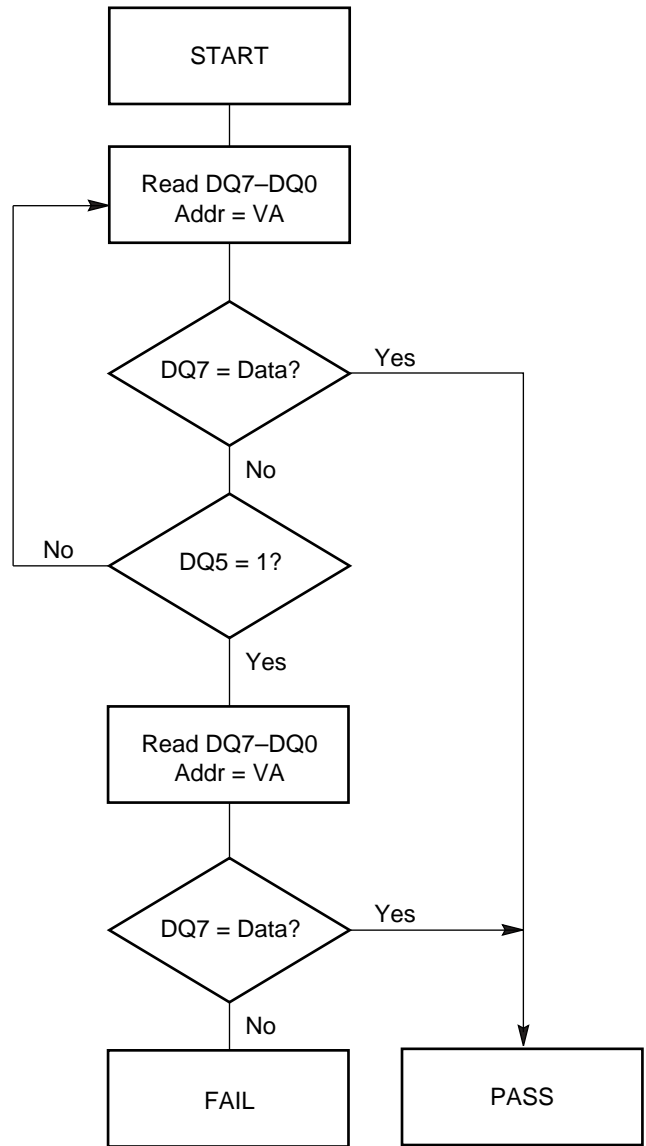 START
Read DQ7–DQ0
Addr = VA
DQ7 = Data?
Yes
No
DQ5 = 1?
No
Yes
Read DQ7–DQ0
Addr = VA
DQ7 = Data?
Yes
No
FAIL
PASS